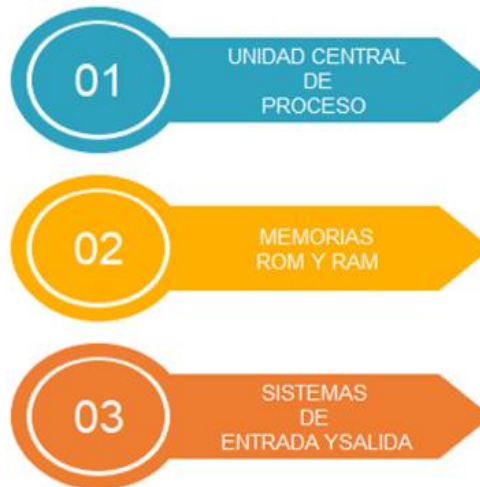 01
UNIDAD CENTRAL
DE
PROCESO
02
MEMORIAS
ROM Y RAM
03
SISTEMAS
DE
ENTRADA YSALIDA